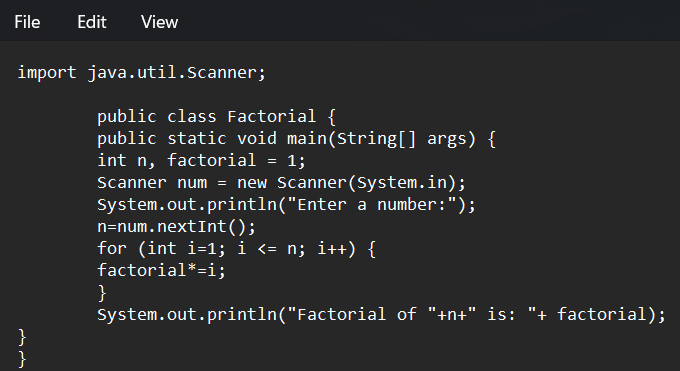 File Edit View
import java.util.Scanner;
public class Factorial {
public static void main(String[] args) {
int n, factorial = 1;
Scanner num = new Scanner(System.in);
System.out.println("Enter a number:");
n=num.nextInt();
for (int i=1; i <= n; i++) {
factorial*=i;
}
System.out.println("Factorial of "+n+" is: "+ factorial);
}
}